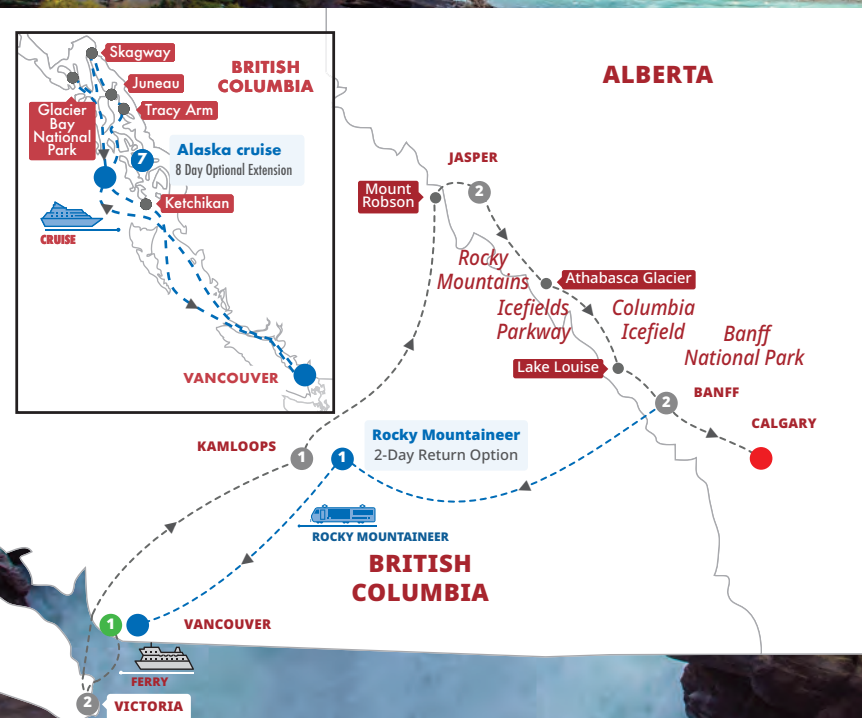 Skagway
BRITISH
COLUMBIA
Juneau
Glacier
Bay
National
Park
Tracy Arm
7
Alaska cruise
8 Day Optional Extension
Ketchikan
CRUISE
VANCOUVER
ALBERTA
JASPER
Mount
Robson
2
Rocky
Mountains
Athabasca Glacier
Icefields
Parkway
Columbia
Icefield
Banff
National Park
Lake Louise
2
BANFF
CALGARY
KAMLOOPS
1
1
Rocky Mountaineer
2-Day Return Option
ROCKY MOUNTAINEER
BRITISH
COLUMBIA
1
VANCOUVER
FERRY
2
VICTORIA